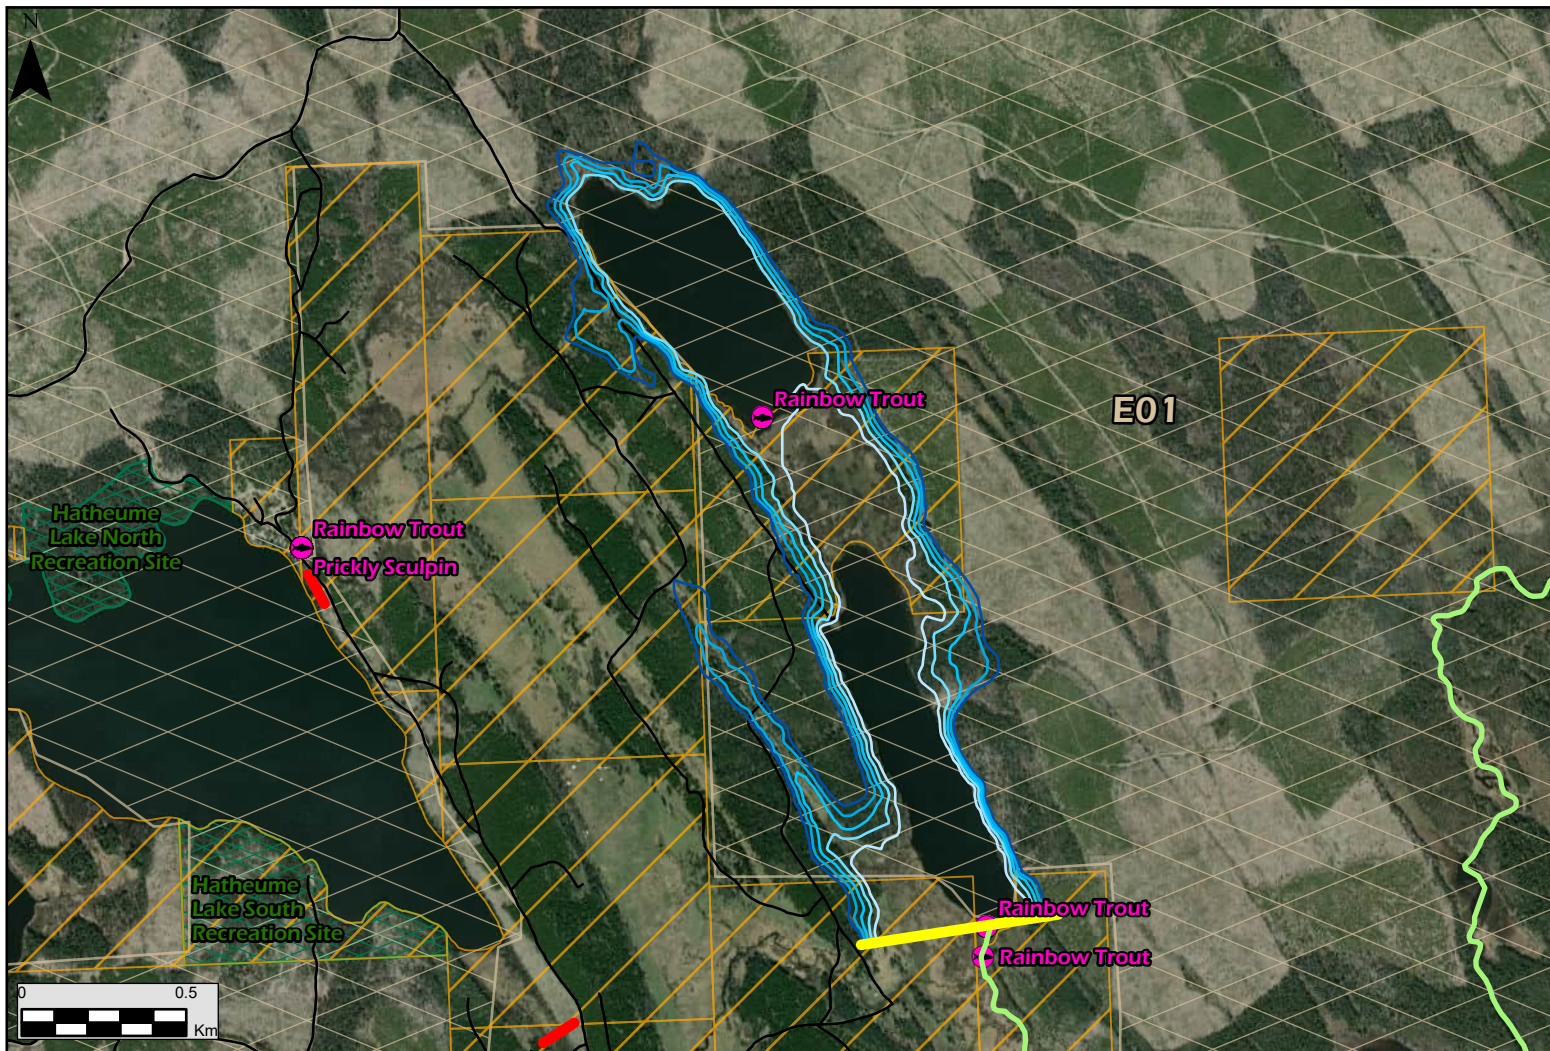 N
Rainbow Trout
E01
Hatheume
Lake North
Recreation Site
Rainbow Trout
Prickly Sculpin
Hatheume
Lake South
Recreation Site
Rainbow Trout
Rainbow Trout
0 0.5
Km